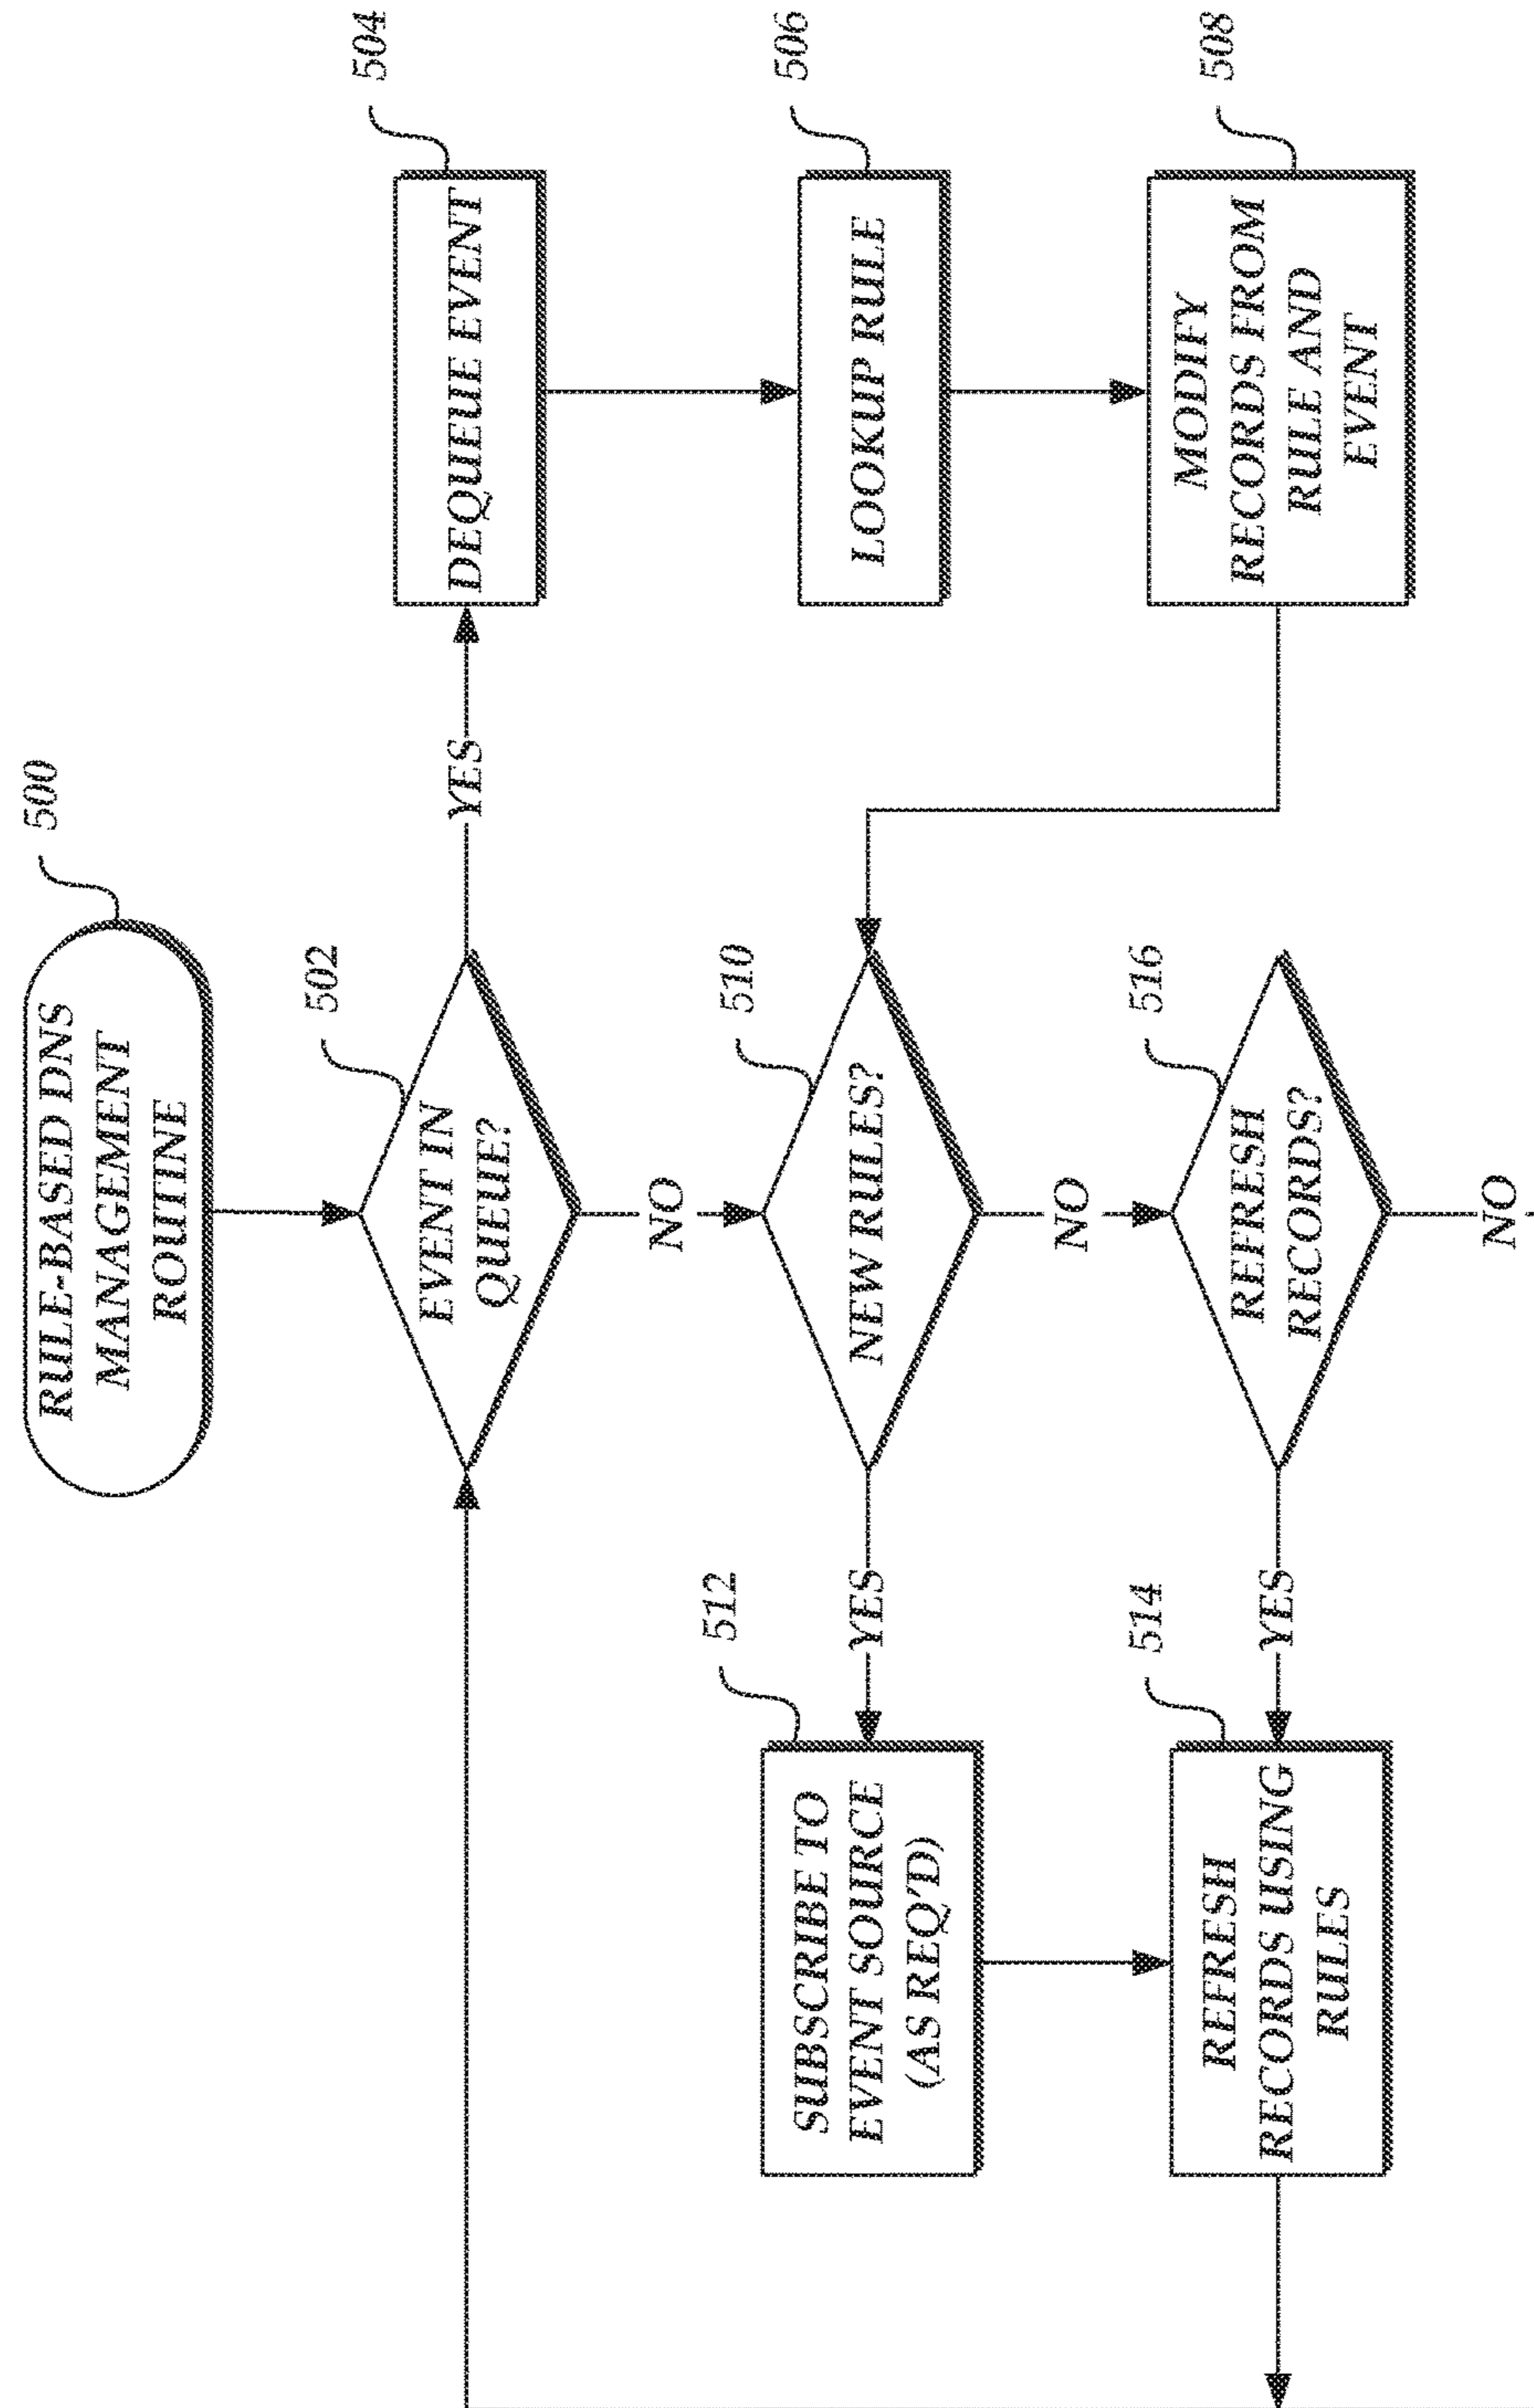 500
RULE-BASED DNS
MANAGEMENT
ROUTINE
502
EVENT IN
QUEUE?
YES
504
DEQUEUE EVENT
NO
506
LOOKUP RULE
510
NEW RULES?
512
YES
SUBSCRIBE TO
EVENT SOURCE
(AS REQ'D)
508
MODIFY
RECORDS FROM
RULE AND
EVENT
NO
516
REFRESH
RECORDS?
514
YES
REFRESH
RECORDS USING
RULES
NO